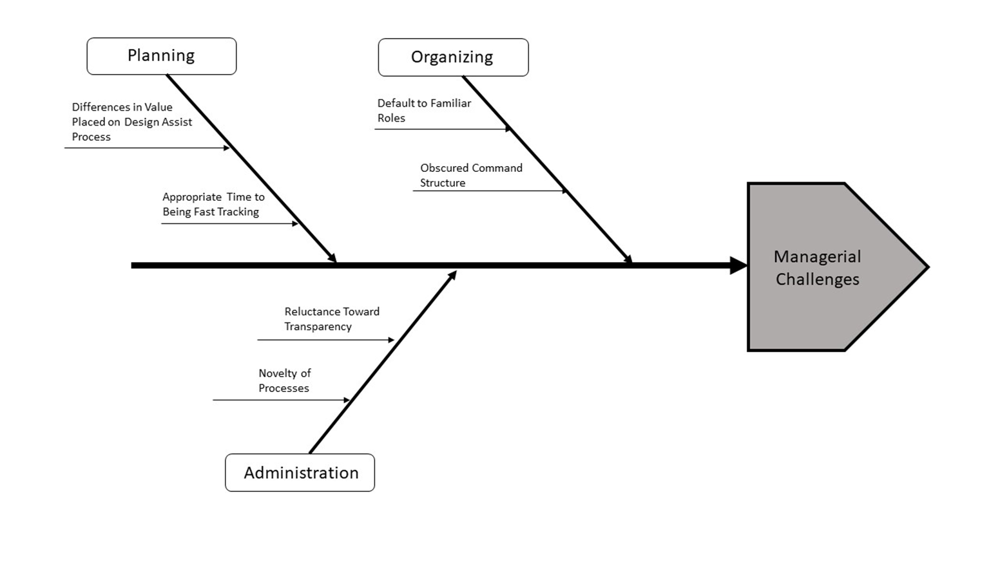 Planning
Differences in Value
Placed on Design Assist
Process
Appropriate Time to
Being Fast Tracking
Organizing
Default to Familiar
Roles
Obscured Command
Structure
Managerial
Challenges
Reluctance Toward
Transparency
Novelty of
Processes
Administration